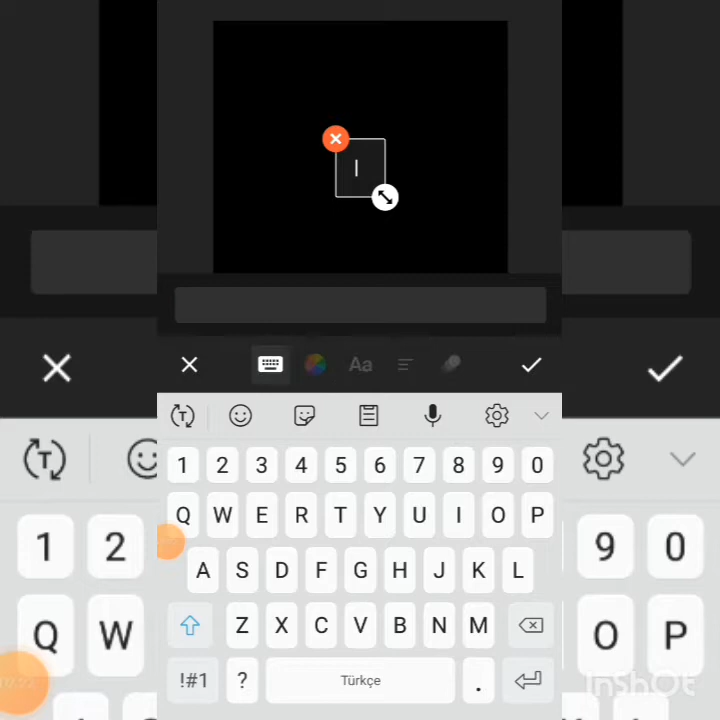 Aa
T
1 2 3 4 5 6 7 8 9 0
Q W E R T Y U I O P
A S D F G H J K L
Z X C V B N M
!#1 ? Türkçe .
T
1 2 9 0
Q W O P
InShOt